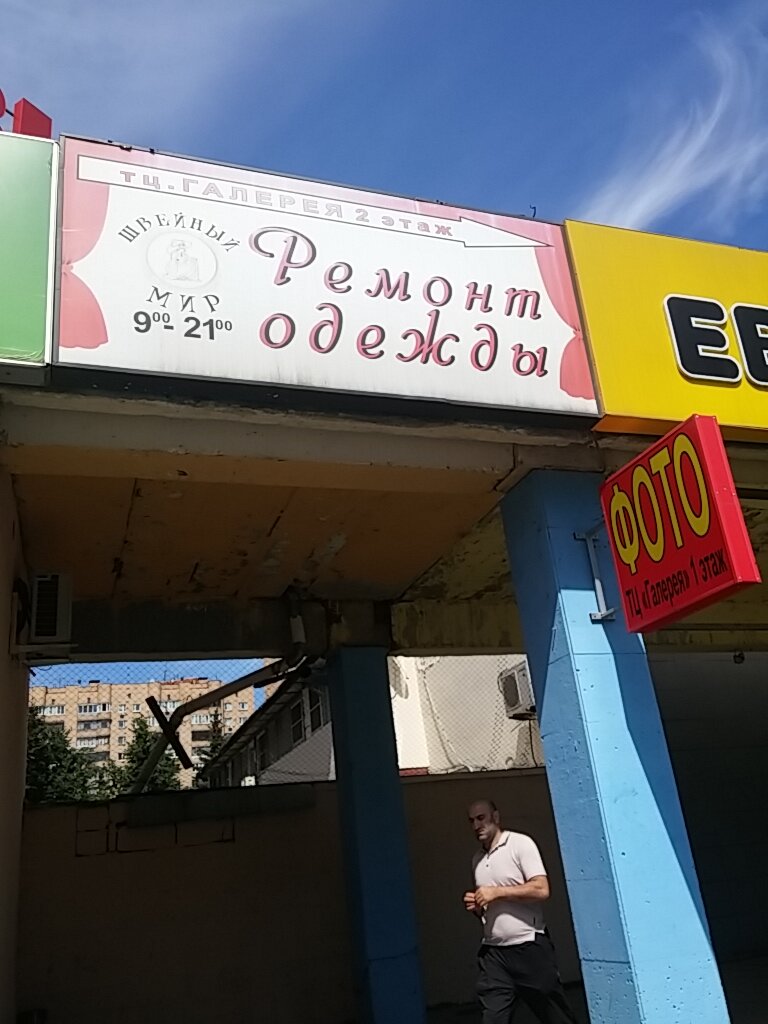 ТЦ-ГАЛЕРЕЯ 2 этаж
ШВЕЙНЫЙ
МИР
9⁰⁰- 21⁰⁰
Ремонт
одежды
ФОТО
ТЦ «Галерея» 1 этаж